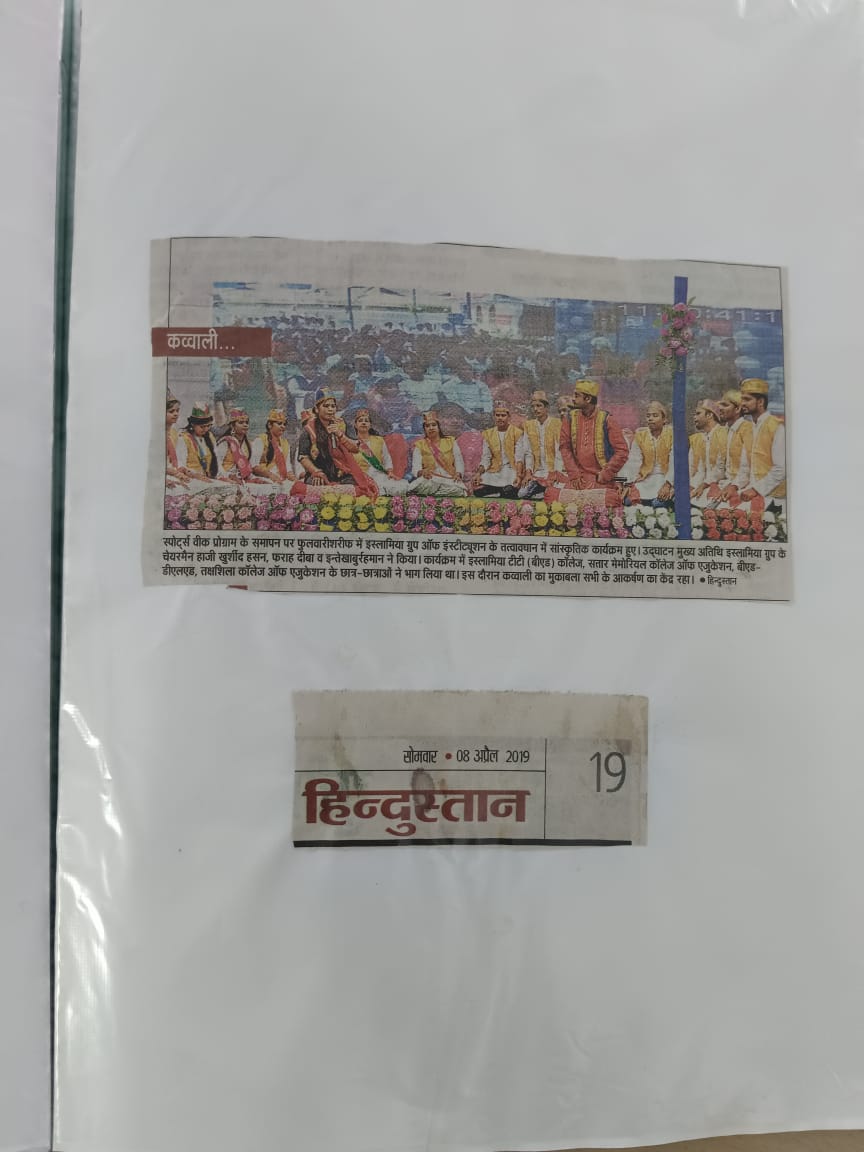 कव्वाली...
स्पोर्ट्स वीक प्रोग्राम के समापन पर फुलवारीशरीफ में इस्लामिया ग्रुप ऑफ इंस्टीट्यूशन के तत्वावधान में सांस्कृतिक कार्यक्रम हुए। उद्घाटन मुख्य अतिथि इस्लामिया ग्रुप के
चेयरमैन हाजी खुर्शीद हसन, फराह दीबा व इन्तेखाबुर्रहमान ने किया। कार्यक्रम में इस्लामिया टीटी (बीएड) कॉलेज, सतार मेमोरियल कॉलेज ऑफ एजुकेशन, बीएड-
डीएलएड, तक्षशिला कॉलेज ऑफ एजुकेशन के छात्र-छात्राओ ने भाग लिया था। इस दौरान कव्वाली का मुकाबला सभी के आकर्षण का केंद्र रहा। • हिन्दुस्तान
सोमवार • 08 अप्रैल 2019
19
हिन्दुस्तान